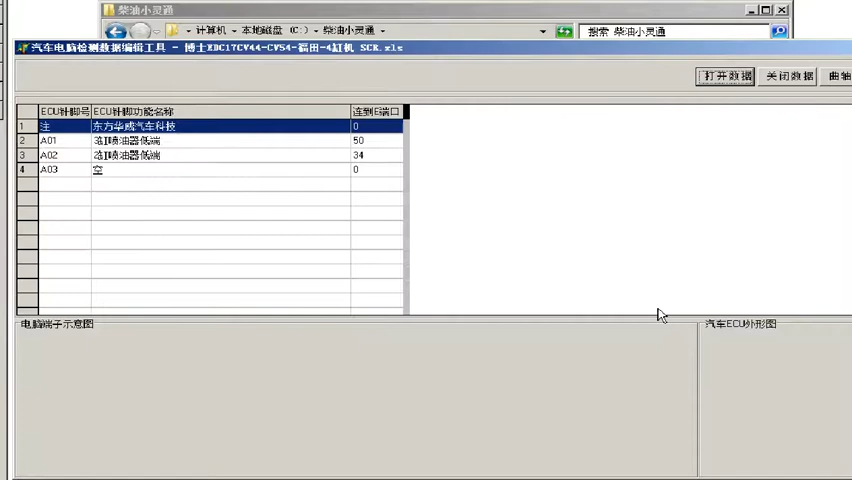 柴油小灵通
计算机 本地磁盘 (C:) 柴油小灵通
搜索 柴油小灵通
汽车电脑检测数据编辑工具 - 博士EDC17CV44-CV54-福田-4缸机 SCR.xls
打开数据 关闭数据 曲轴
ECU针脚号 ECU针脚功能名称 连到E端口
1 注 东方华威汽车科技 0
2 A01 缸喷油器低端 50
3 A02 缸喷油器低端 34
4 A03 空 0
电脑端子示意图
汽车ECU外形图